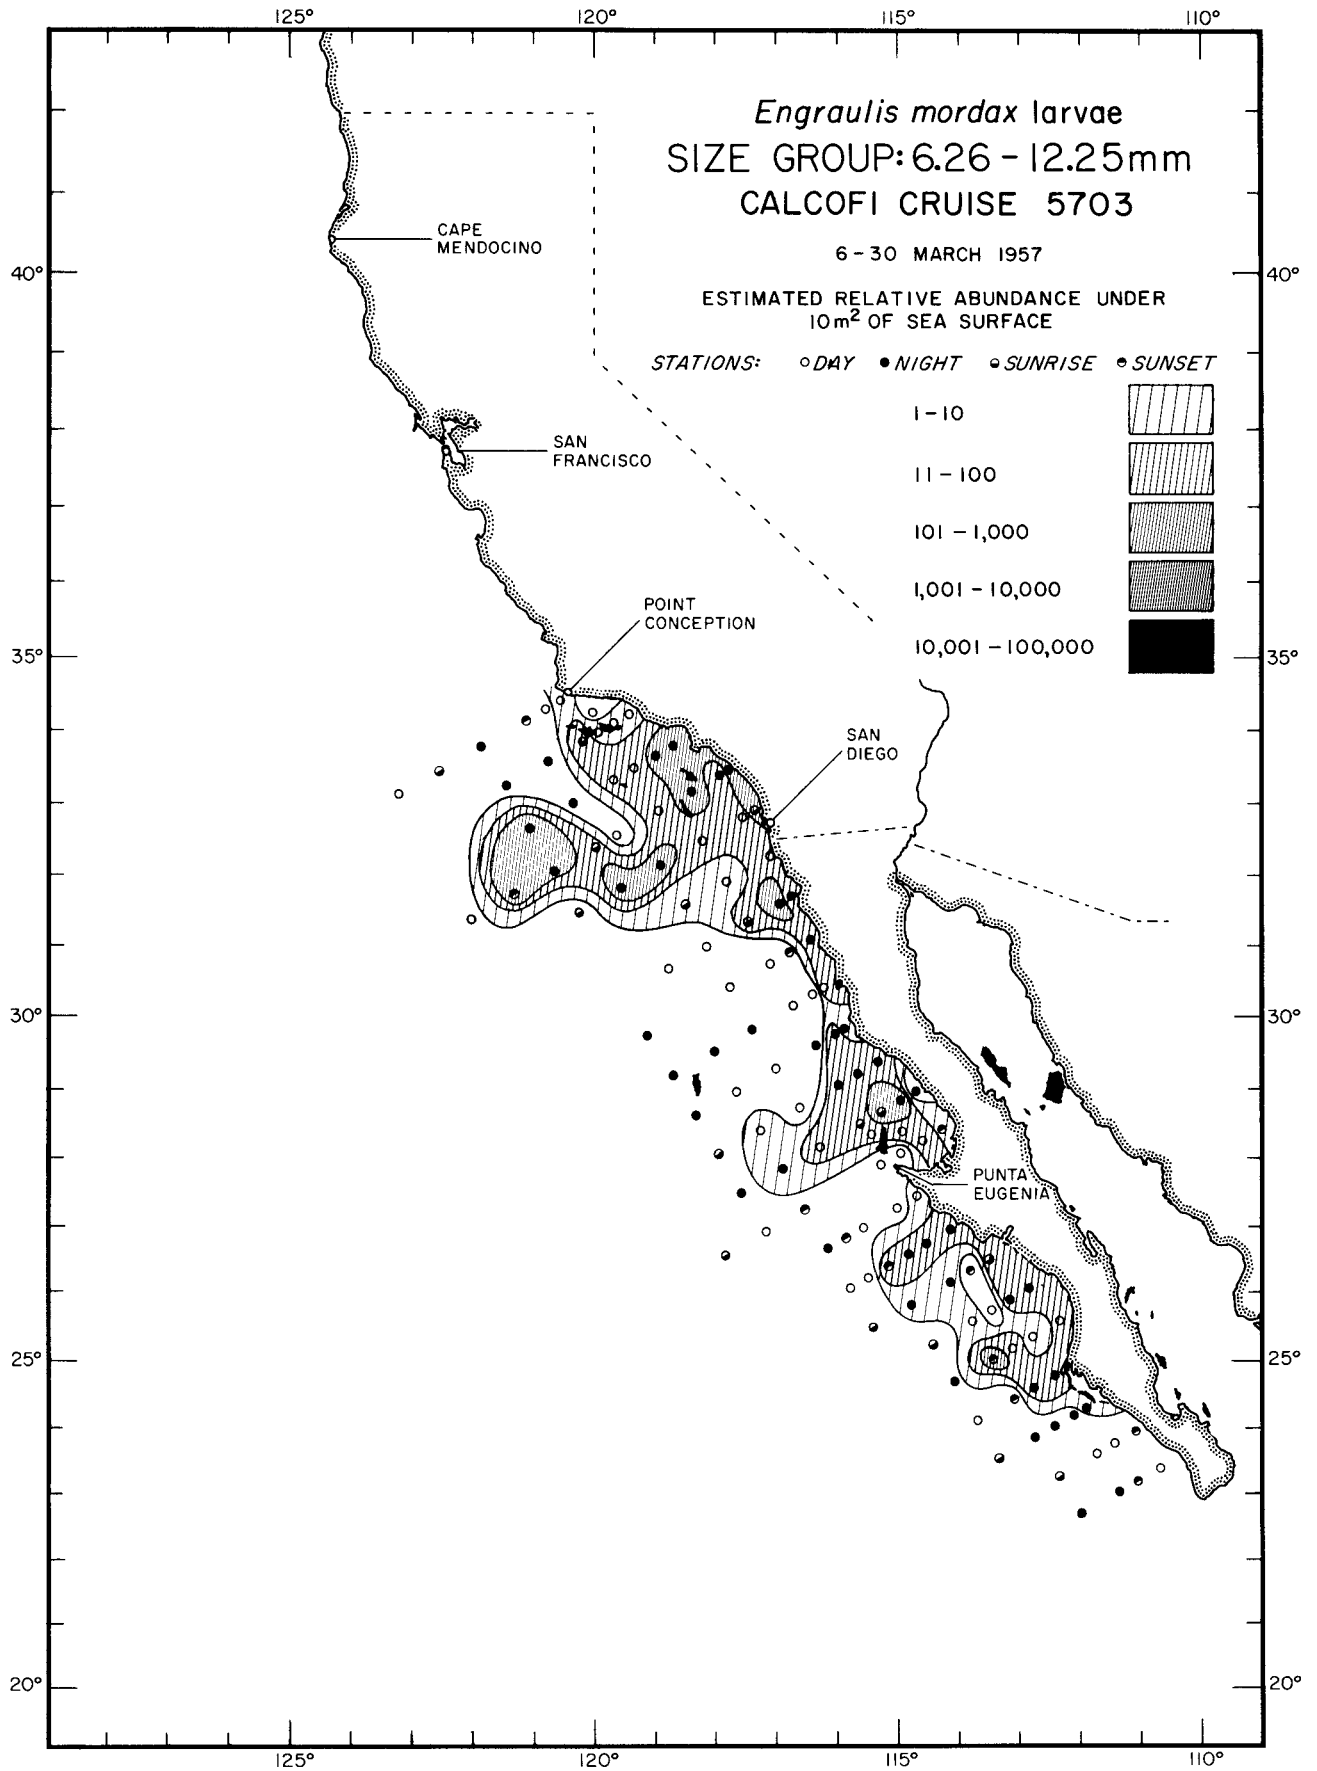 125° 120° 115° 110°
Engraulis mordax larvae
SIZE GROUP: 6.26 - 12.25mm
CALCOFI CRUISE 5703
6 - 30 MARCH 1957
ESTIMATED RELATIVE ABUNDANCE UNDER
10m² OF SEA SURFACE
STATIONS: DAY NIGHT SUNRISE SUNSET
1 - 10
11 - 100
101 - 1,000
1,001 - 10,000
10,001 - 100,000
CAPE
MENDOCINO
40° 40°
SAN
FRANCISCO
POINT
CONCEPTION
35° 35°
SAN
DIEGO
30° 30°
PUNTA
EUGENIA
25° 25°
20° 20°
125° 120° 115° 110°